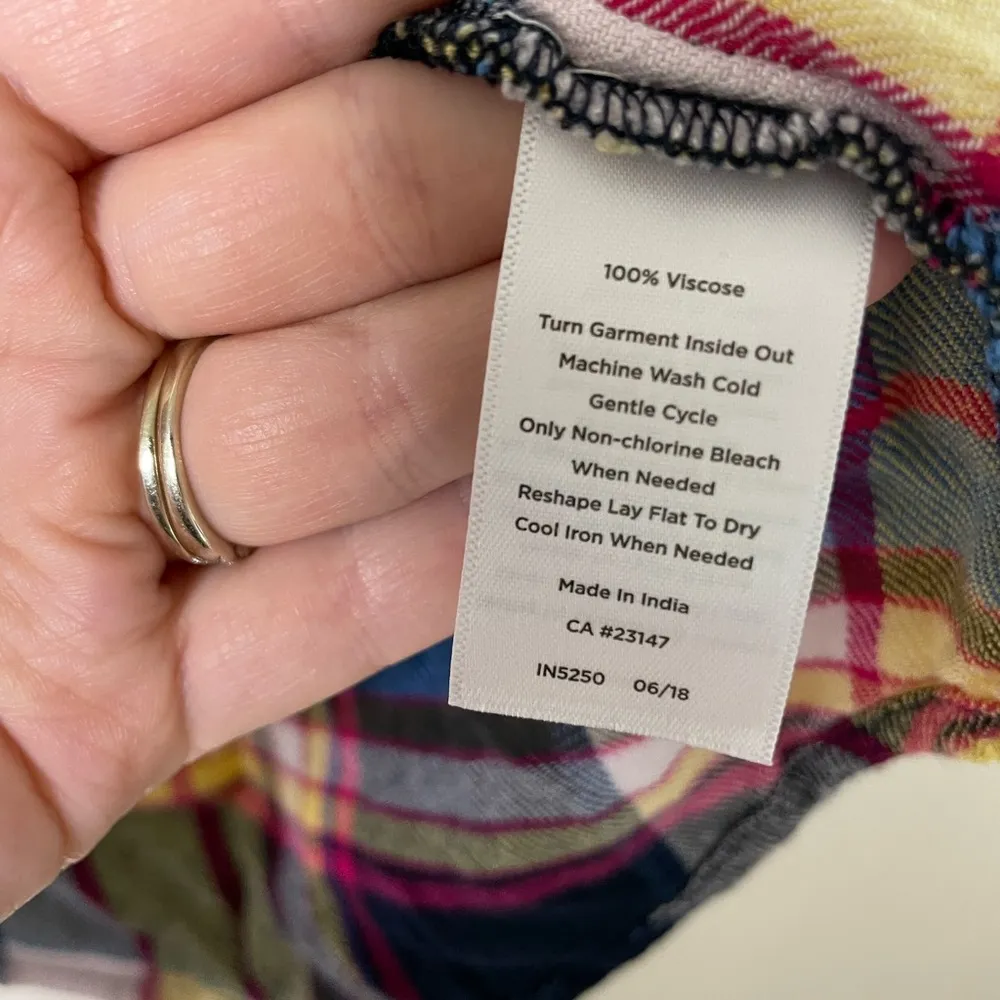 100% Viscose
Turn Garment Inside Out
Machine Wash Cold
Gentle Cycle
Only Non-chlorine Bleach
When Needed
Reshape Lay Flat To Dry
Cool Iron When Needed
Made In India
CA #23147
IN5250 06/18